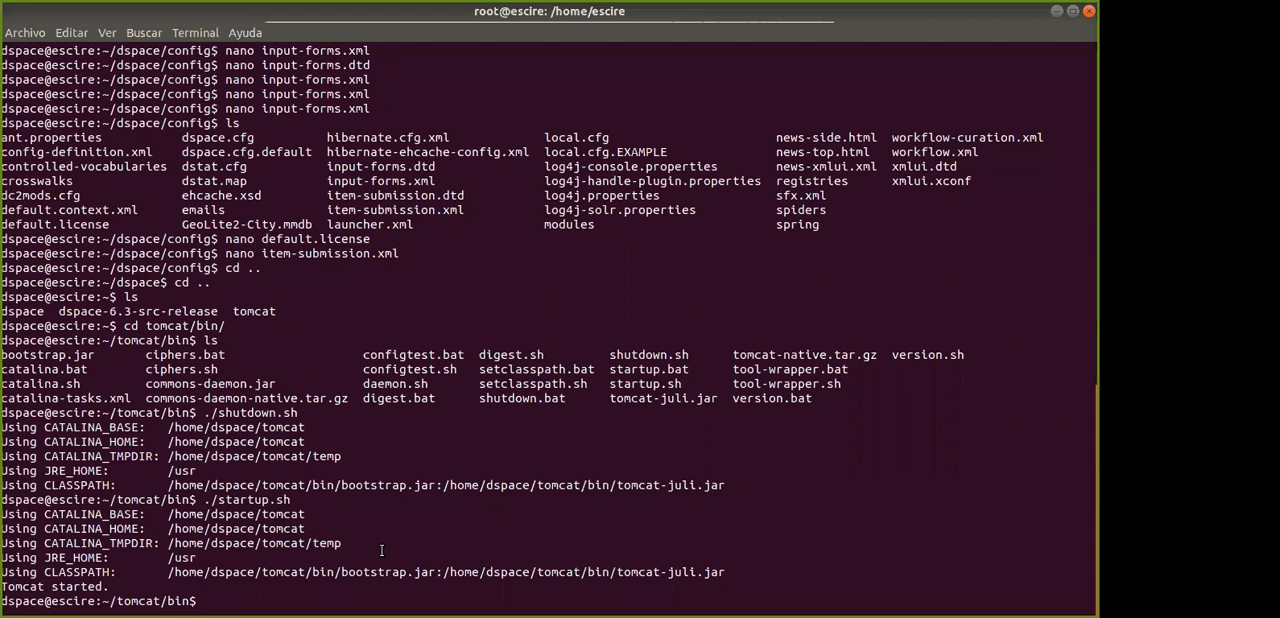 root@escire: /home/escire
Archivo Editar Ver Buscar Terminal Ayuda
dspace@escire:~/dspace/config$ nano input-forms.xml
dspace@escire:~/dspace/config$ nano input-forms.dtd
dspace@escire:~/dspace/config$ nano input-forms.xml
dspace@escire:~/dspace/config$ nano input-forms.xml
dspace@escire:~/dspace/config$ nano input-forms.xml
dspace@escire:~/dspace/config$ ls
ant.properties dspace.cfg hibernate.cfg.xml local.cfg news-side.html workflow-curation.xml
config-definition.xml dspace.cfg.default hibernate-ehcache-config.xml local.cfg.EXAMPLE news-top.html workflow.xml
controlled-vocabularies dstat.cfg input-forms.dtd log4j-console.properties news-xmlui.xml xmlui.dtd
crosswalks dstat.map input-forms.xml log4j-handle-plugin.properties registries xmlui.xconf
dc2mods.cfg ehcache.xsd item-submission.dtd log4j.properties sfx.xml
default.context.xml emails item-submission.xml log4j-solr.properties spiders
default.license GeoLite2-City.mmdb launcher.xml modules spring
dspace@escire:~/dspace/config$ nano default.license
dspace@escire:~/dspace/config$ nano item-submission.xml
dspace@escire:~/dspace/config$ cd ..
dspace@escire:~/dspace$ cd ..
dspace@escire:~$ ls
dspace dspace-6.3-src-release tomcat
dspace@escire:~$ cd tomcat/bin/
dspace@escire:~/tomcat/bin$ ls
bootstrap.jar ciphers.bat configtest.bat digest.sh shutdown.sh tomcat-native.tar.gz version.sh
catalina.bat ciphers.sh configtest.sh setclasspath.bat startup.bat tool-wrapper.bat
catalina.sh commons-daemon.jar daemon.sh setclasspath.sh startup.sh tool-wrapper.sh
catalina-tasks.xml commons-daemon-native.tar.gz digest.bat shutdown.bat tomcat-juli.jar version.bat
dspace@escire:~/tomcat/bin$ ./shutdown.sh
Using CATALINA_BASE: /home/dspace/tomcat
Using CATALINA_HOME: /home/dspace/tomcat
Using CATALINA_TMPDIR: /home/dspace/tomcat/temp
Using JRE_HOME: /usr
Using CLASSPATH: /home/dspace/tomcat/bin/bootstrap.jar:/home/dspace/tomcat/bin/tomcat-juli.jar
dspace@escire:~/tomcat/bin$ ./startup.sh
Using CATALINA_BASE: /home/dspace/tomcat
Using CATALINA_HOME: /home/dspace/tomcat
Using CATALINA_TMPDIR: /home/dspace/tomcat/temp
Using JRE_HOME: /usr
Using CLASSPATH: /home/dspace/tomcat/bin/bootstrap.jar:/home/dspace/tomcat/bin/tomcat-juli.jar
Tomcat started.
dspace@escire:~/tomcat/bin$